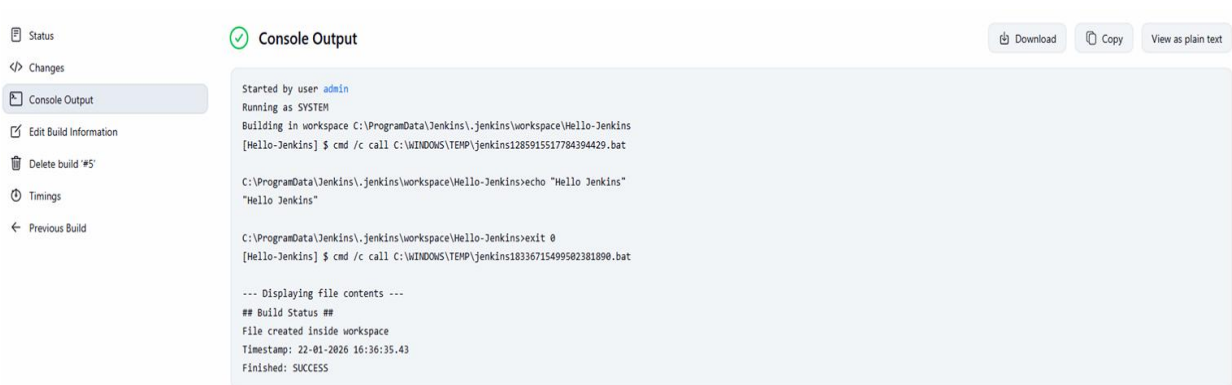 Status
Changes
Console Output
Edit Build Information
Delete build '#5'
Timings
Previous Build
Console Output
Download
Copy
View as plain text
Started by user admin
Running as SYSTEM
Building in workspace C:\ProgramData\Jenkins\.jenkins\workspace\Hello-Jenkins
[Hello-Jenkins] $ cmd /c call C:\WINDOWS\TEMP\jenkins1285915517784394429.bat
C:\ProgramData\Jenkins\.jenkins\workspace\Hello-Jenkins>echo "Hello Jenkins"
"Hello Jenkins"
C:\ProgramData\Jenkins\.jenkins\workspace\Hello-Jenkins>exit 0
[Hello-Jenkins] $ cmd /c call C:\WINDOWS\TEMP\jenkins18336715499502381890.bat
--- Displaying file contents ---
## Build Status ##
File created inside workspace
Timestamp: 22-01-2026 16:36:35.43
Finished: SUCCESS